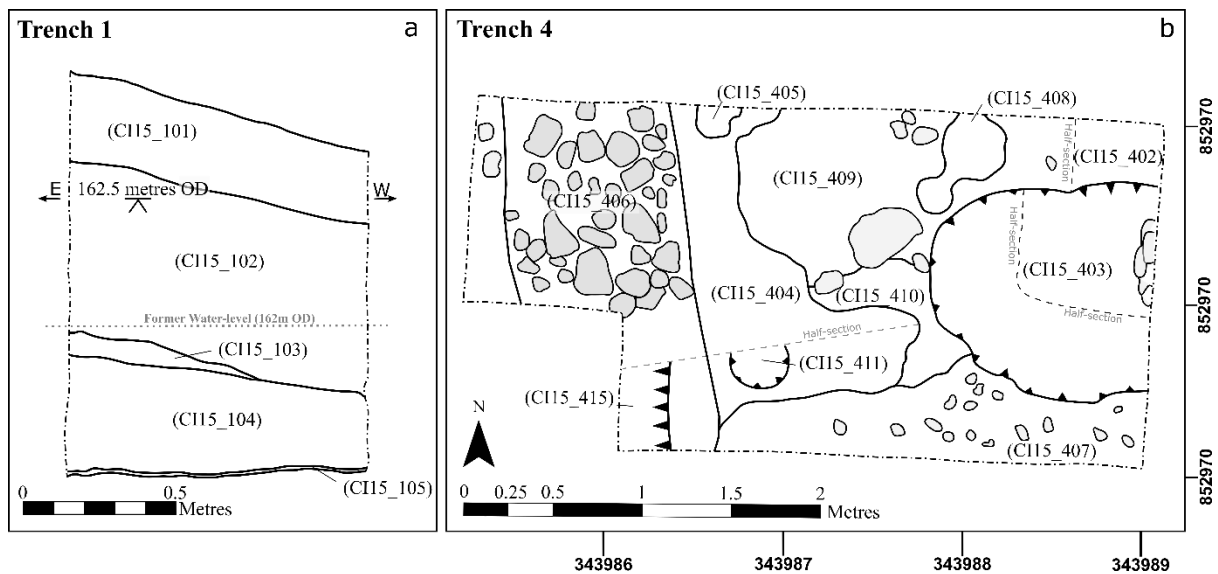 Trench 1
a
(CI15_101)
E
162.5 metres OD
W
(CI15_102)
Former Water-level (162m OD)
(CI15_103)
(CI15_104)
(CI15_105)
0
0.5
Metres
Trench 4
b
(CI15_405)
(CI15_408)
Half-section
(CI15_402)
(CI15_409)
(CI15_406)
Half-section
(CI15_403)
(CI15_404)
(CI15_410)
Half-section
Half-section
(CI15_411)
(CI15_415)
(CI15_407)
N
0
0.25
0.5
1
1.5
2
Metres
852970
852970
852970
343986
343987
343988
343989